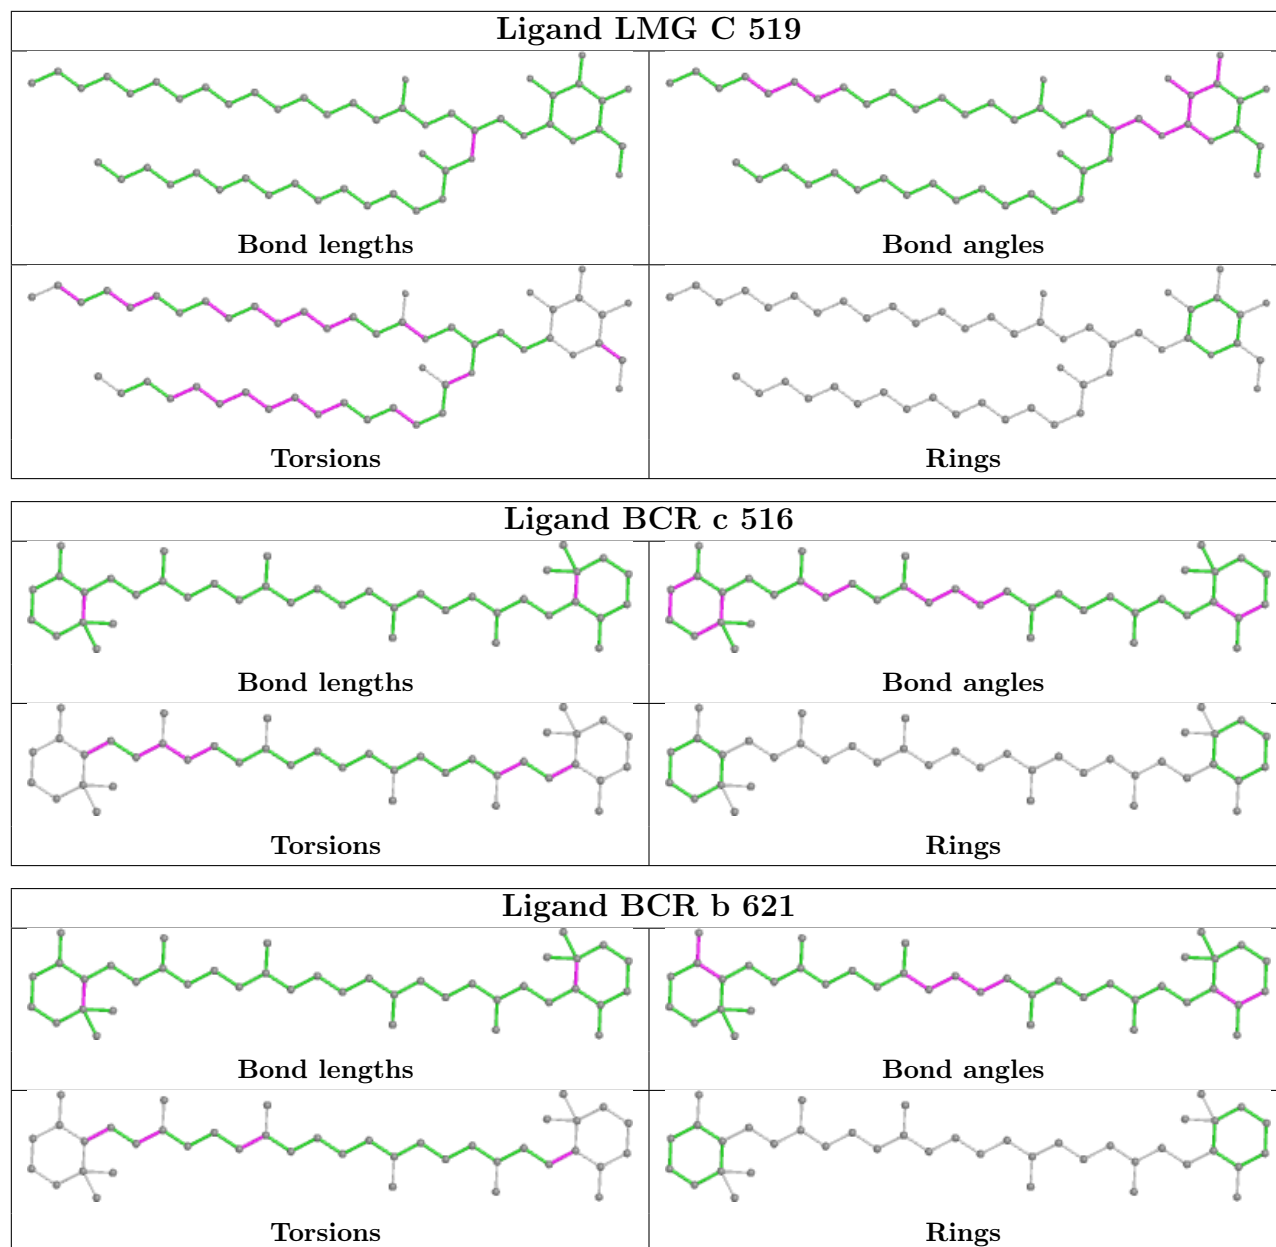 Ligand LMG C 519
Bond lengths
Bond angles
Torsions
Rings
Ligand BCR c 516
Bond lengths
Bond angles
Torsions
Rings
Ligand BCR b 621
Bond lengths
Bond angles
Torsions
Rings